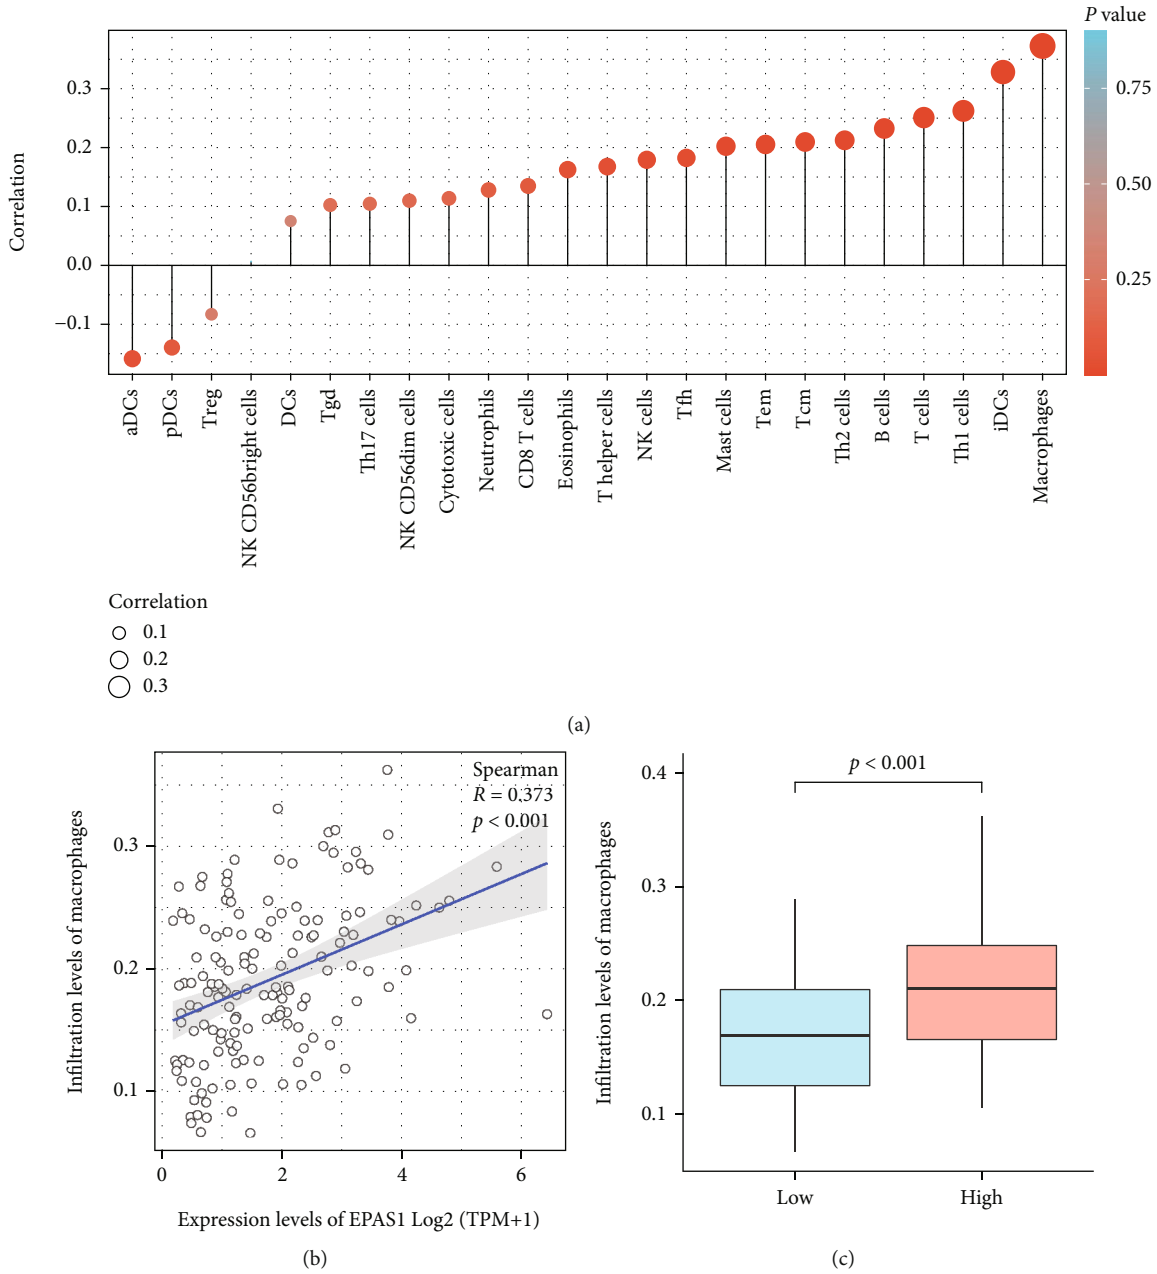 P value
0.75
0.50
0.25
Correlation
0.3
0.2
0.1
0.0
−0.1
aDCs
pDCs
Treg
NK CD56bright cells
DCs
Tgd
Th17 cells
NK CD56dim cells
Cytotoxic cells
Neutrophils
CD8 T cells
Eosinophils
T helper cells
NK cells
Tfh
Mast cells
Tem
Tcm
Th2 cells
B cells
T cells
Th1 cells
iDCs
Macrophages
Correlation
0.1
0.2
0.3
(a)
Infiltration levels of macrophages
0.3
0.2
0.1
Spearman
R = 0.373
p < 0.001
0
2
4
6
Expression levels of EPAS1 Log2 (TPM+1)
(b)
Infiltration levels of macrophages
0.4
0.3
0.2
0.1
p < 0.001
Low
High
(c)